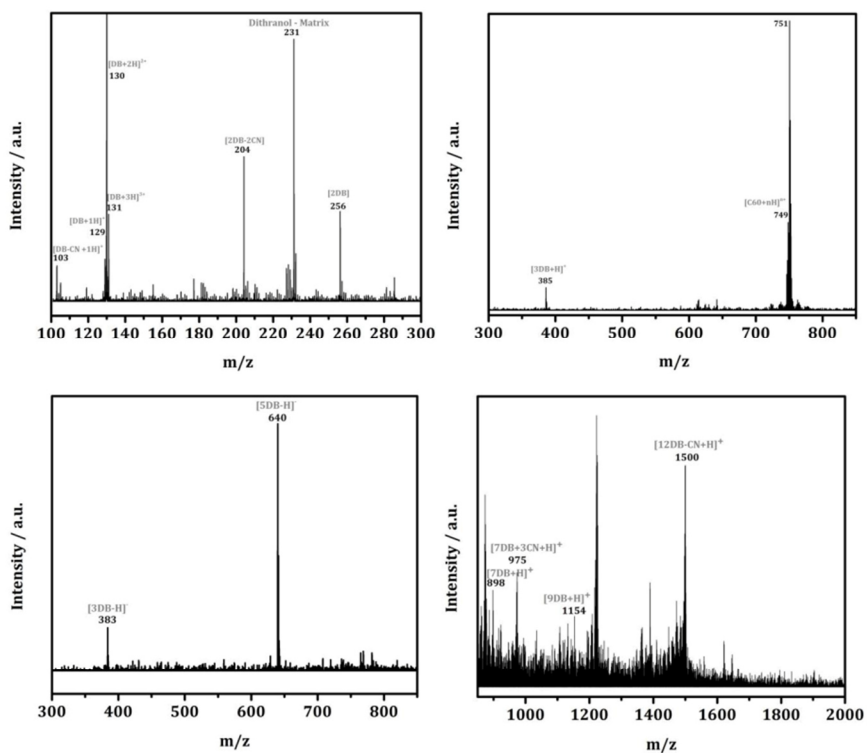 Intensity / a.u.
[DB+2H]²⁺
130
Dithranol - Matrix
231
[2DB-2CN]
204
[DB+3H]³⁺
131
[2DB]
256
[DB+1H]⁺
129
[DB-CN +1H]⁺
103
100 120 140 160 180 200 220 240 260 280 300
m/z
Intensity / a.u.
751
[C60+nH]ⁿ⁺
749
[3DB+H]⁺
385
300 400 500 600 700 800
m/z
Intensity / a.u.
[5DB-H]⁻
640
[3DB-H]⁻
383
300 400 500 600 700 800
m/z
Intensity / a.u.
[12DB-CN+H]⁺
1500
[7DB+3CN+H]⁺
975
[7DB+H]⁺
898
[9DB+H]⁺
1154
1000 1200 1400 1600 1800 2000
m/z